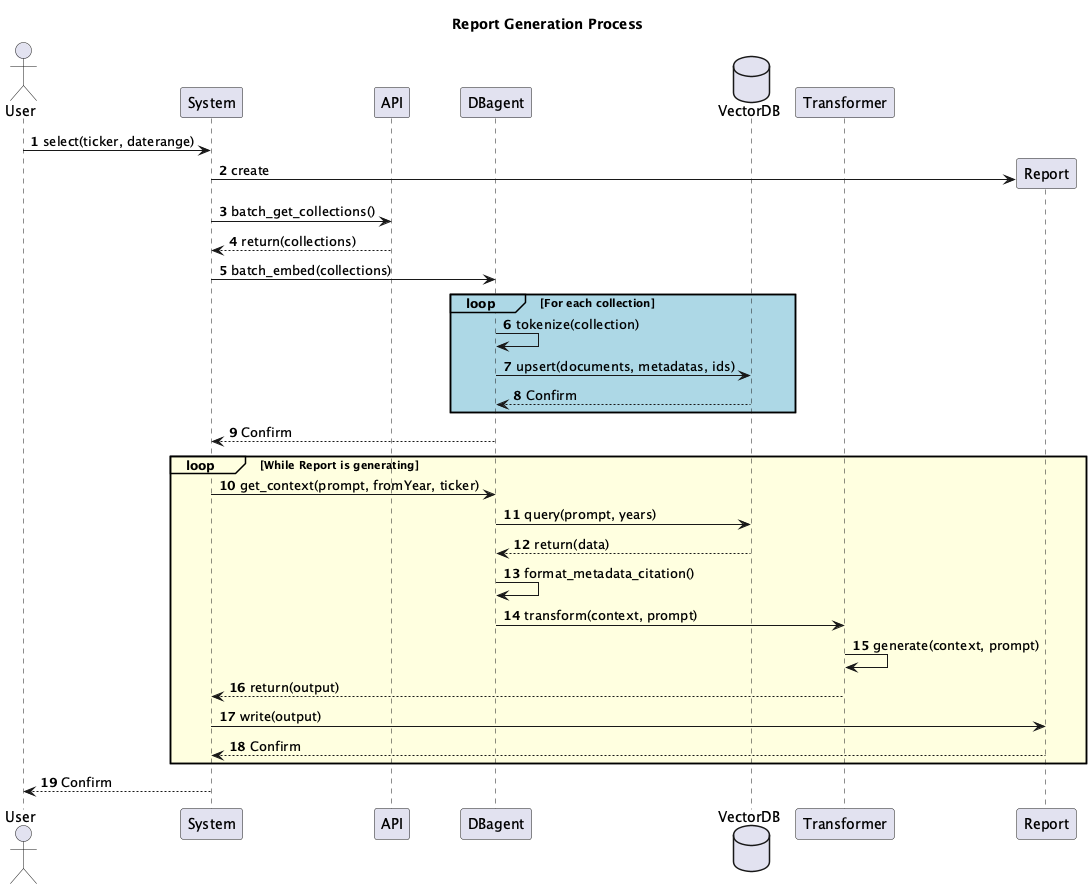 Report Generation Process
User
System
API
DBagent
VectorDB
Transformer
1 select(ticker, daterange)
2 create
Report
3 batch_get_collections()
4 return(collections)
5 batch_embed(collections)
loop [For each collection]
6 tokenize(collection)
7 upsert(documents, metadatas, ids)
8 Confirm
9 Confirm
loop [While Report is generating]
10 get_context(prompt, fromYear, ticker)
11 query(prompt, years)
12 return(data)
13 format_metadata_citation()
14 transform(context, prompt)
15 generate(context, prompt)
16 return(output)
17 write(output)
18 Confirm
19 Confirm
User
System
API
DBagent
VectorDB
Transformer
Report